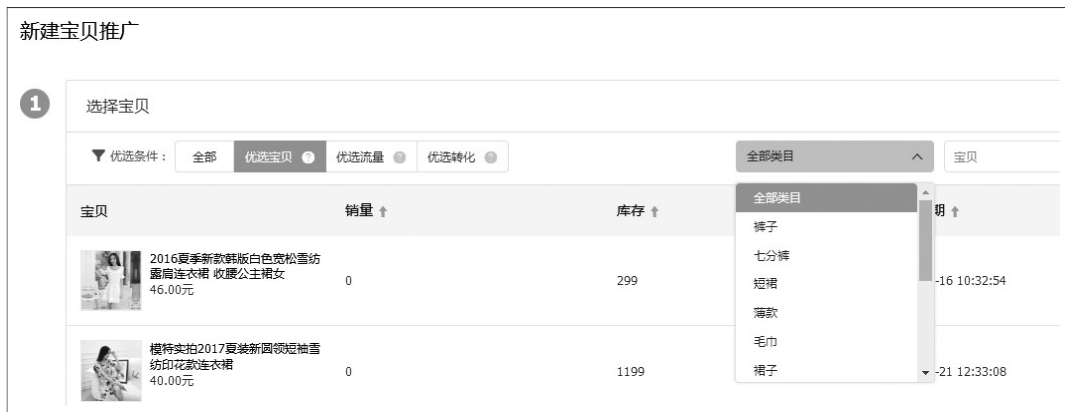 新建宝贝推广
1
选择宝贝
优选条件： 全部 优选宝贝 ? 优选流量 ? 优选转化 ? 全部类目 宝贝
宝贝 销量 库存 期
全部类目
裤子
七分裤
短裙
薄款
毛巾
裙子
2016夏季新款韩版白色宽松雪纺
露肩连衣裙 收腰公主裙女
46.00元
0 299 -16 10:32:54
模特实拍2017夏装新圆领短袖雪
纺印花款连衣裙
40.00元
0 1199 -21 12:33:08